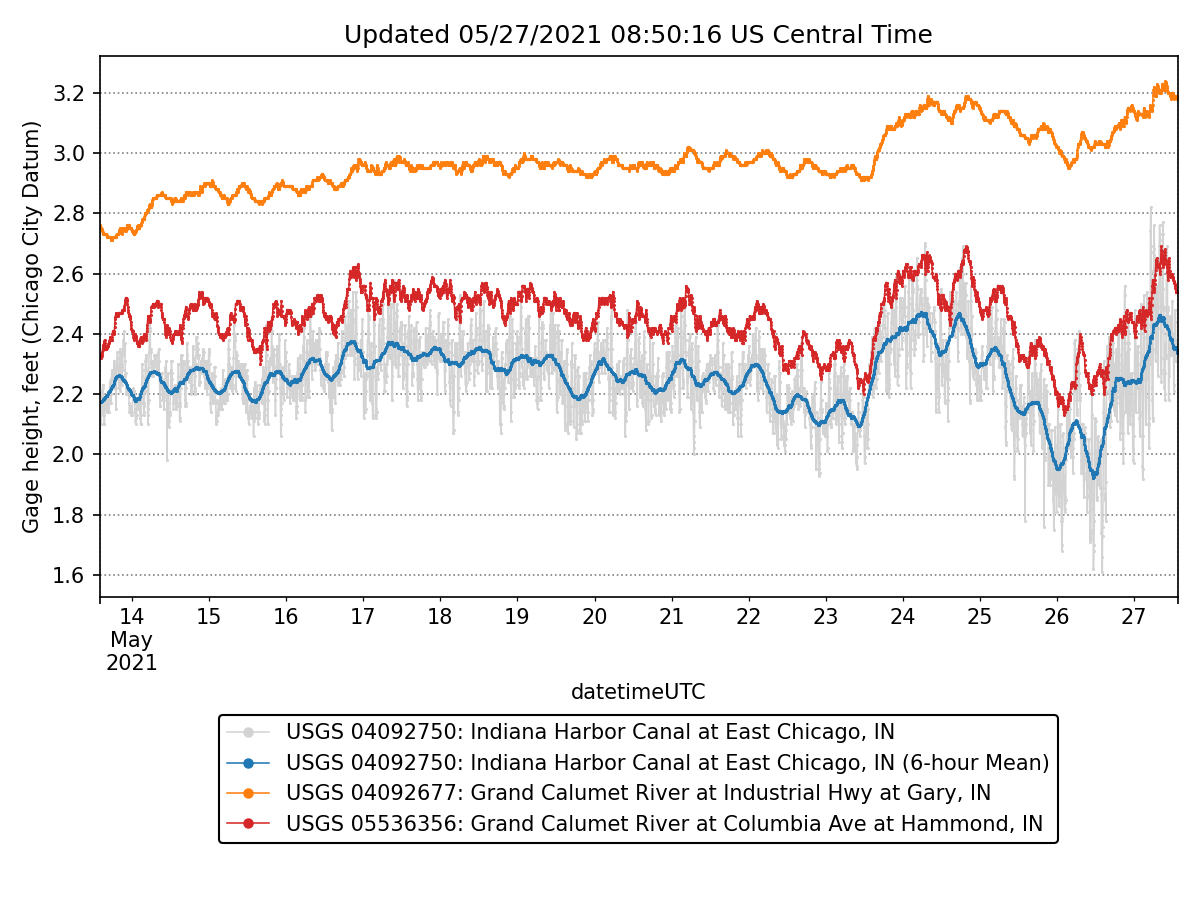 Updated 05/27/2021 08:50:16 US Central Time
Gage height, feet (Chicago City Datum)
3.2
3.0
2.8
2.6
2.4
2.2
2.0
1.8
1.6
14 15 16 17 18 19 20 21 22 23 24 25 26 27
May
2021
datetimeUTC
USGS 04092750: Indiana Harbor Canal at East Chicago, IN
USGS 04092750: Indiana Harbor Canal at East Chicago, IN (6-hour Mean)
USGS 04092677: Grand Calumet River at Industrial Hwy at Gary, IN
USGS 05536356: Grand Calumet River at Columbia Ave at Hammond, IN